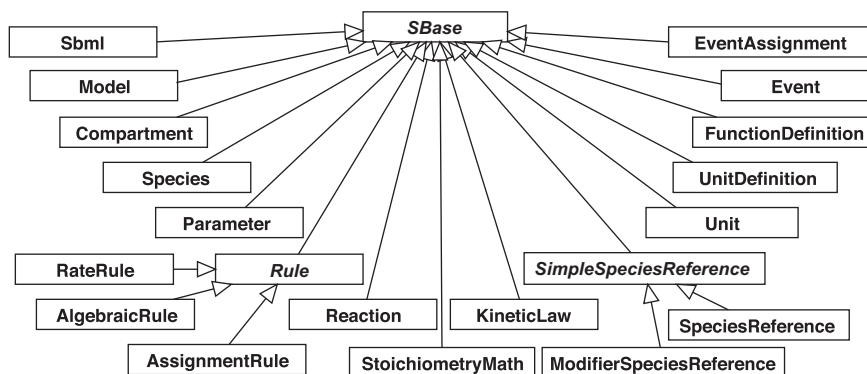 SBase
Sbml
EventAssignment
Model
Event
Compartment
FunctionDefinition
Species
UnitDefinition
Parameter
Unit
RateRule
Rule
SimpleSpeciesReference
AlgebraicRule
Reaction
KineticLaw
SpeciesReference
AssignmentRule
StoichiometryMath
ModifierSpeciesReference